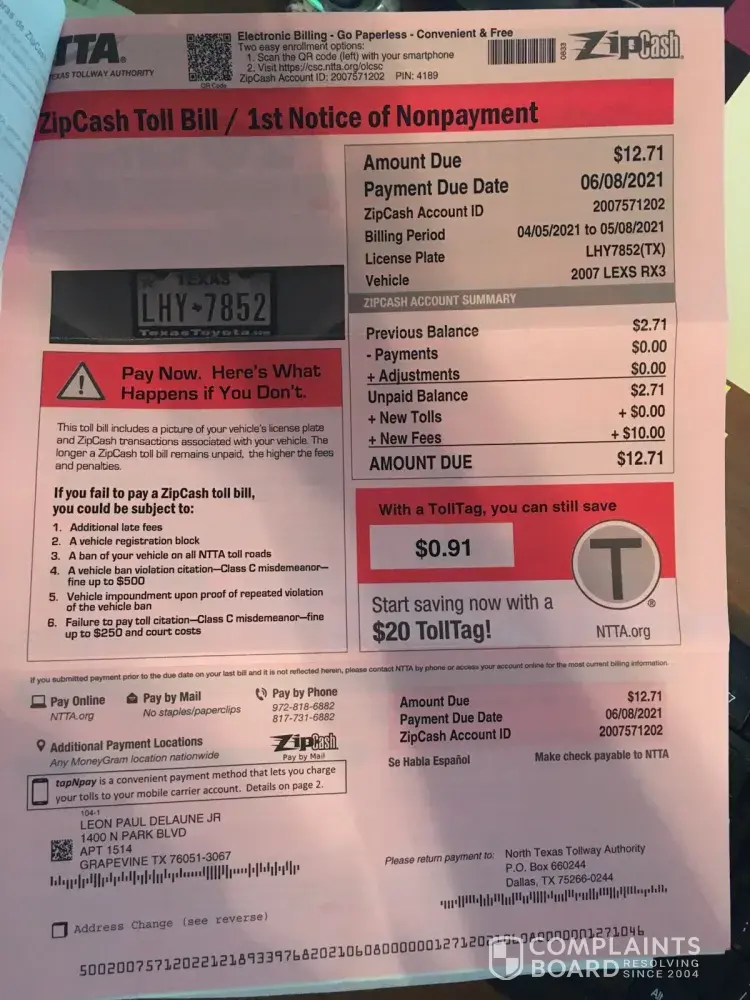 TTA®
EXAS TOLLWAY AUTHORITY
QR Code
Electronic Billing - Go Paperless - Convenient & Free
Two easy enrollment options:
1. Scan the QR code (left) with your smartphone
2. Visit https://csc.ntta.org/olcsc
ZipCash Account ID: 2007571202 PIN: 4189
0833
ZipCash®
ZipCash Toll Bill / 1st Notice of Nonpayment
Amount Due $12.71
Payment Due Date 06/08/2021
ZipCash Account ID 2007571202
Billing Period 04/05/2021 to 05/08/2021
License Plate LHY7852(TX)
Vehicle 2007 LEXS RX3
ZIPCASH ACCOUNT SUMMARY
Previous Balance $2.71
- Payments $0.00
+ Adjustments $0.00
Unpaid Balance $2.71
+ New Tolls + $0.00
+ New Fees + $10.00
AMOUNT DUE $12.71
TEXAS
LHY 7852
TexasToyota.us
Pay Now. Here's What
Happens if You Don't.
This toll bill includes a picture of your vehicle's license plate
and ZipCash transactions associated with your vehicle. The
longer a ZipCash toll bill remains unpaid, the higher the fees
and penalties.
If you fail to pay a ZipCash toll bill,
you could be subject to:
1. Additional late fees
2. A vehicle registration block
3. A ban of your vehicle on all NTTA toll roads
4. A vehicle ban violation citation—Class C misdemeanor—
fine up to $500
5. Vehicle impoundment upon proof of repeated violation
of the vehicle ban
6. Failure to pay toll citation—Class C misdemeanor—fine
up to $250 and court costs
With a TollTag, you can still save
$0.91
Start saving now with a
$20 TollTag!
T®
NTTA.org
If you submitted payment prior to the due date on your last bill and it is not reflected herein, please contact NTTA by phone or access your account online for the most current billing information.
Pay Online
NTTA.org
Pay by Mail
No staples/paperclips
Pay by Phone
972-818-6882
817-731-6882
Additional Payment Locations
Any MoneyGram location nationwide
ZipCash
Pay by Mail
tapNpay is a convenient payment method that lets you charge
your tolls to your mobile carrier account. Details on page 2.
Amount Due $12.71
Payment Due Date 06/08/2021
ZipCash Account ID 2007571202
Se Habla Español Make check payable to NTTA
104-1
LEON PAUL DELAUNE JR
1400 N PARK BLVD
APT 1514
GRAPEVINE TX 76051-3067
Please return payment to: North Texas Tollway Authority
P.O. Box 660244
Dallas, TX 75266-0244
Address Change (see reverse)
COMPLAINTS
BOARD RESOLVING
SINCE 2004